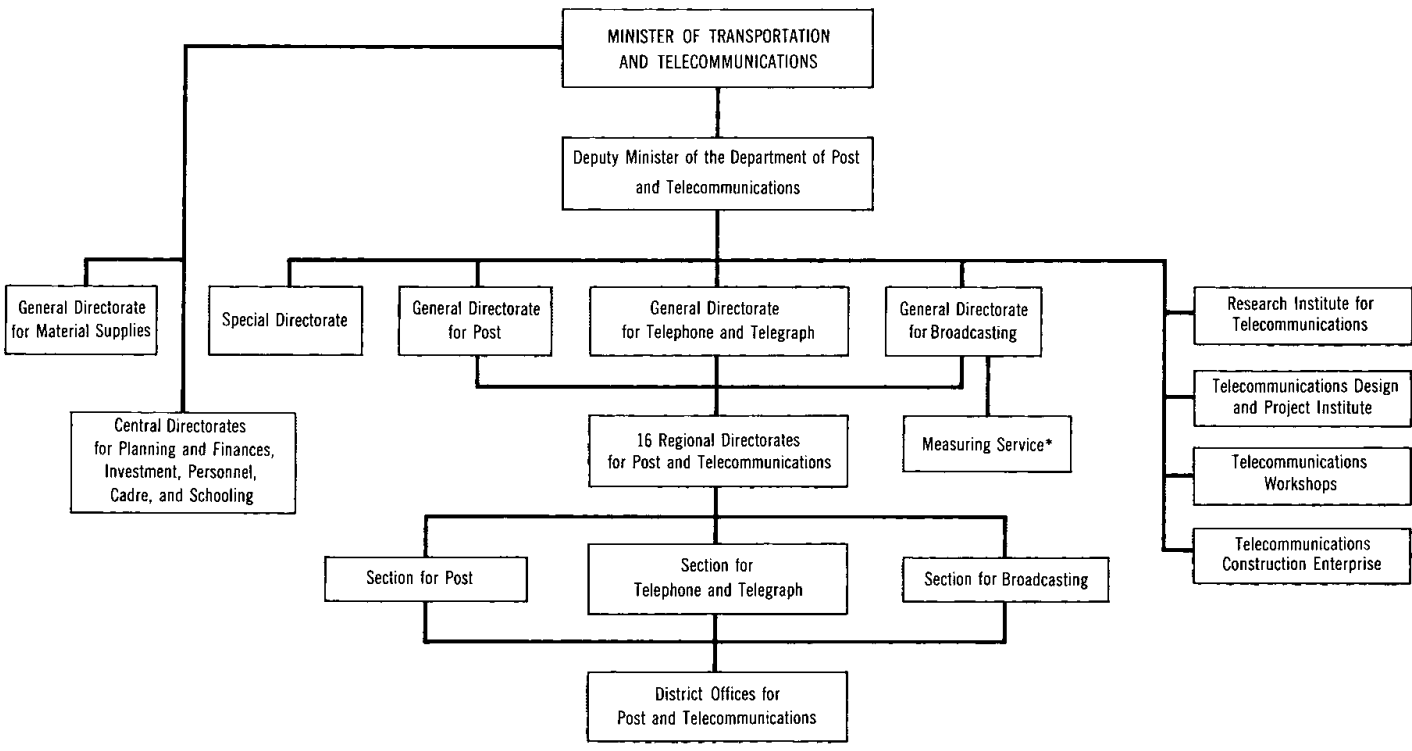 MINISTER OF TRANSPORTATION
AND TELECOMMUNICATIONS
Deputy Minister of the Department of Post
and Telecommunications
General Directorate
for Material Supplies
Special Directorate
General Directorate
for Post
General Directorate
for Telephone and Telegraph
General Directorate
for Broadcasting
Research Institute for
Telecommunications
Telecommunications Design
and Project Institute
Telecommunications
Workshops
Telecommunications
Construction Enterprise
Central Directorates
for Planning and Finances,
Investment, Personnel,
Cadre, and Schooling
16 Regional Directorates
for Post and Telecommunications
Measuring Service*
Section for Post
Section for
Telephone and Telegraph
Section for Broadcasting
District Offices for
Post and Telecommunications